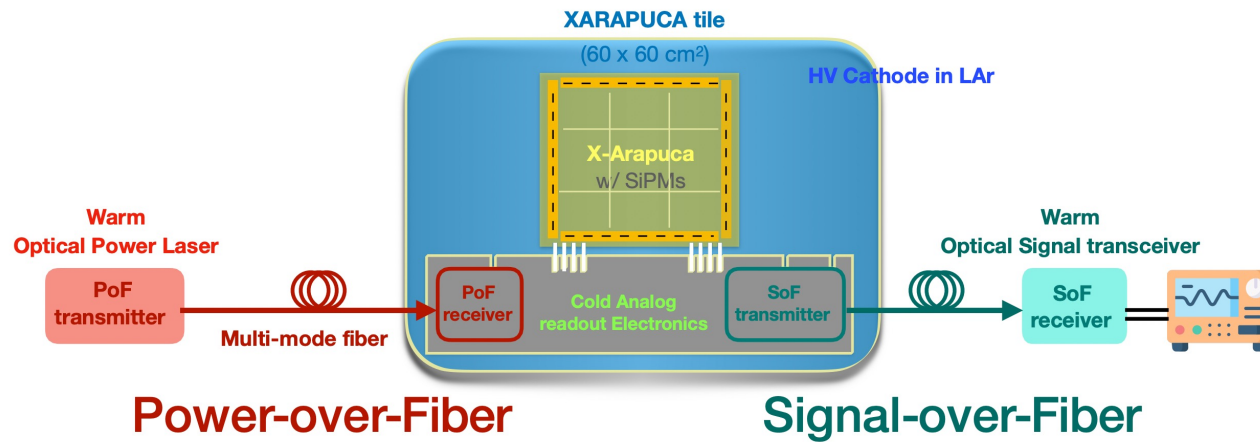 XARAPUCA tile
(60 x 60 cm²)
HV Cathode in LAr
X-Arapuca
w/ SiPMs
Warm
Optical Power Laser
PoF
transmitter
Multi-mode fiber
PoF
receiver
Cold Analog
readout Electronics
SoF
transmitter
Warm
Optical Signal transceiver
SoF
receiver
Power-over-Fiber
Signal-over-Fiber